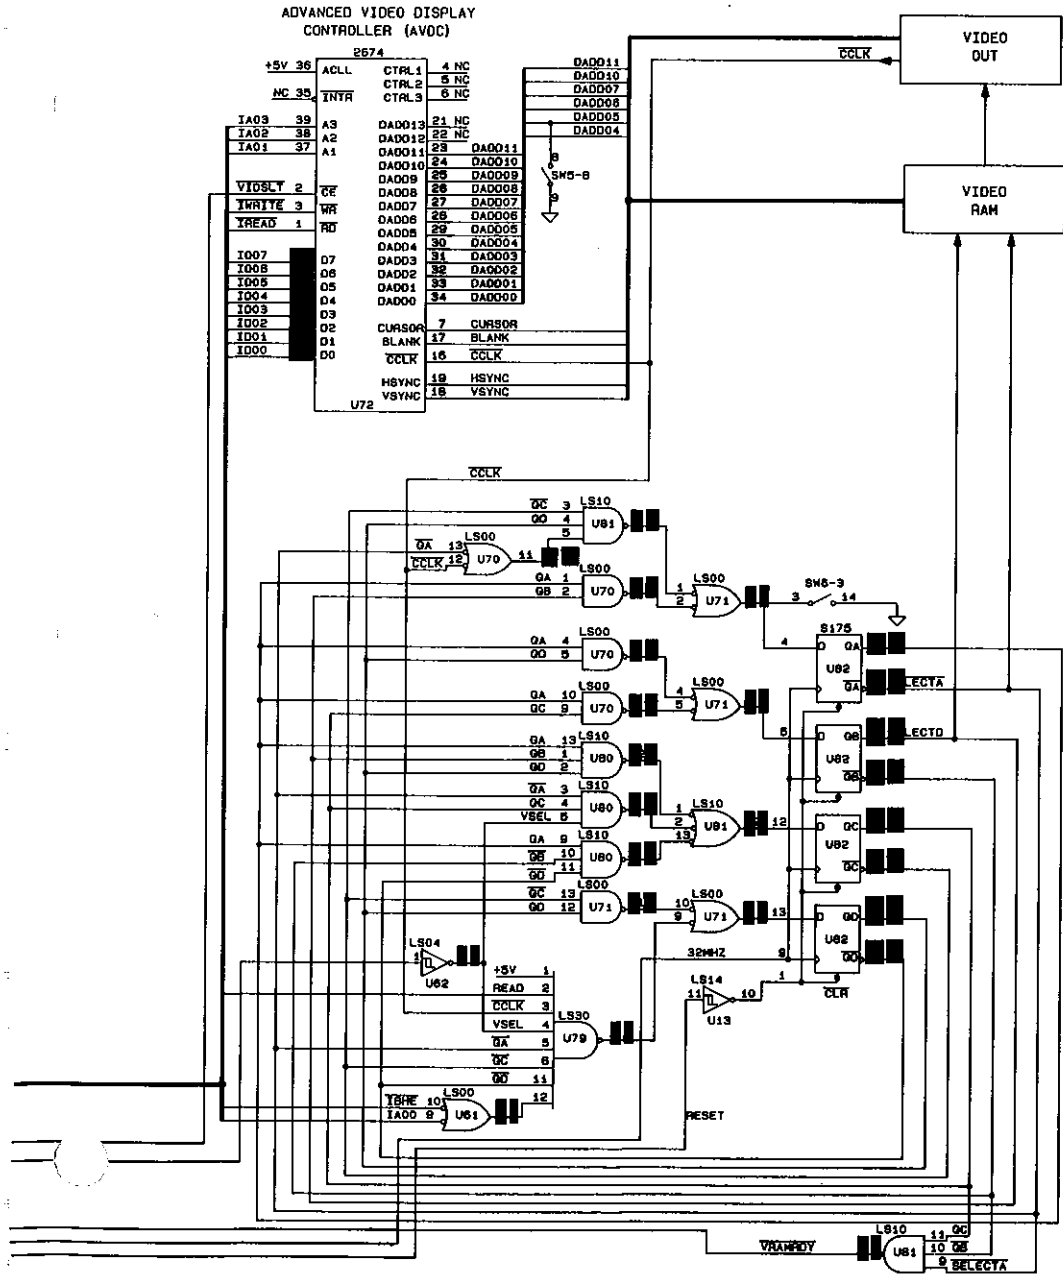 ADVANCED VIDEO DISPLAY
CONTROLLER (AVDC)
2674
+5V 36 ACLL
NC 35 INTR
IA03 39 A3
IA02 38 A2
IA01 37 A1
VIDSLT 2 CE
IWRITE 3 WR
IREAD 1 RD
ID07 D7
ID06 D6
ID05 D5
ID04 D4
ID03 D3
ID02 D2
ID01 D1
ID00 D0
CTRL1 4 NC
CTRL2 5 NC
CTRL3 6 NC
DADD13 21 NC
DADD12 22 NC
DADD11 23 DADD11
DADD10 24 DADD10
DADD9 25 DADD09
DADD8 26 DADD08
DADD7 27 DADD07
DADD6 28 DADD06
DADD5 29 DADD05
DADD4 30 DADD04
DADD3 31 DADD03
DADD2 32 DADD02
DADD1 33 DADD01
DADD0 34 DADD00
CURSOR 7 CURSOR
BLANK 17 BLANK
CCLK 16 CCLK
HSYNC 19 HSYNC
VSYNC 18 VSYNC
U72
DADD11
DADD10
DADD07
DADD06
DADD05
DADD04
8
SW5-8
9
CCLK
VIDEO
OUT
VIDEO
RAM
CCLK
LS10
QC 3
QD 4
5
U81
LS00
QA 13
CCLK 12
U70
11
LS00
QA 1
QB 2
U70
LS00
1
2
U71
SW6-3
3
14
LS00
QA 4
QD 5
U70
LS00
QA 10
QC 9
U70
LS00
4
5
U71
S175
4
D QA
U82
QA
LECTA
5
D QB
U82
QB
LECTD
LS10
QA 13
QB 1
QD 2
U80
LS10
QA 3
QC 4
VSEL 5
U80
LS10
QA 9
QB 10
QD 11
U80
LS10
1
2
13
U81
12
D QC
U82
QC
LS00
QC 13
QD 12
U71
LS00
10
9
U71
13
D QD
U82
QD
32MHZ
9
1
CLR
LS04
1
U62
LS14
11
10
U13
+5V 1
READ 2
CCLK 3
VSEL 4
QA 5
QC 6
QD 11
12
LS30
U79
LS00
IBHE 10
IA00 9
U61
RESET
VRAMRDY
LS10
U81
11 QC
10 QB
9 SELECTA